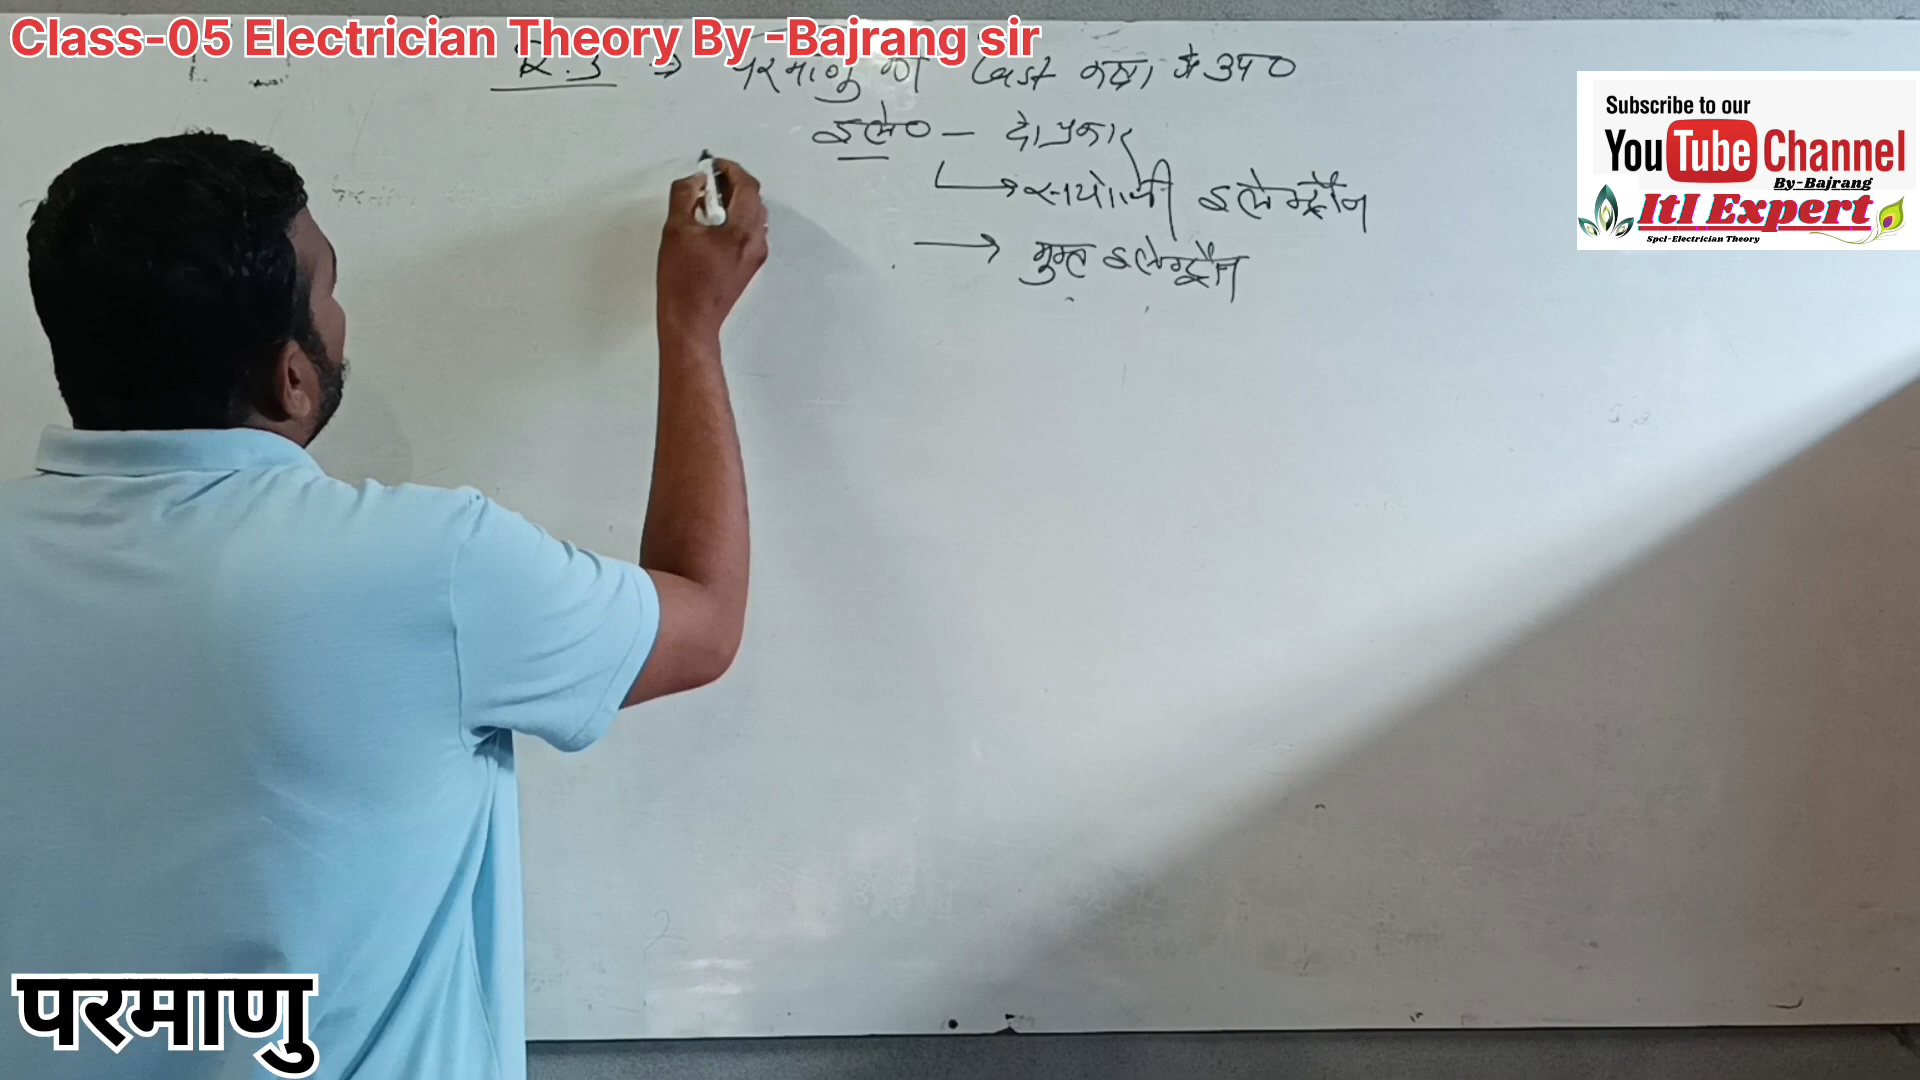 Class-05 Electrician Theory By -Bajrang sir
→ परमाणु की Last कक्षा में उप०
इले० — दो प्रकार
→ संयोजी इलेक्ट्रॉन
→ मुक्त इलेक्ट्रॉन
Subscribe to our
YouTube Channel
By-Bajrang
ItI Expert
Spcl-Electrician Theory
परमाणु